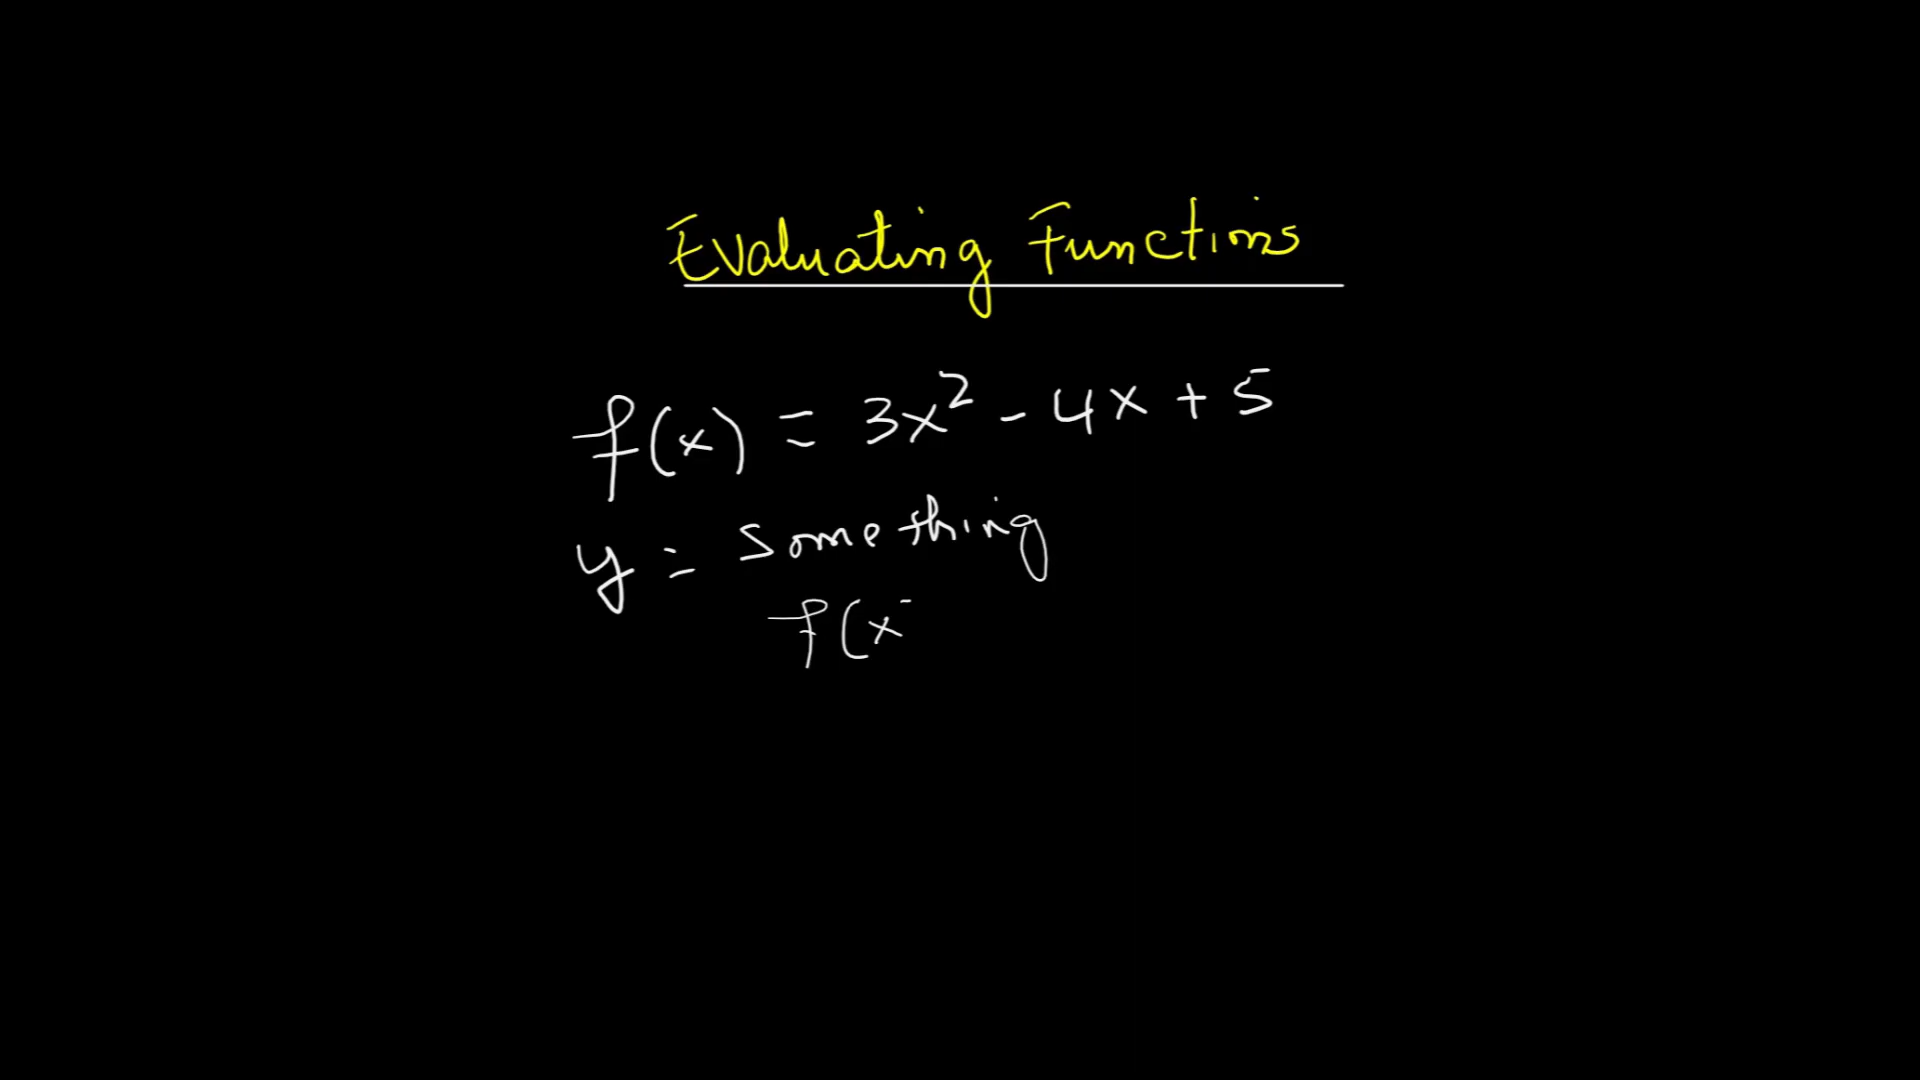 Evaluating Functions
f(x) = 3x² - 4x + 5
y = something
f(x